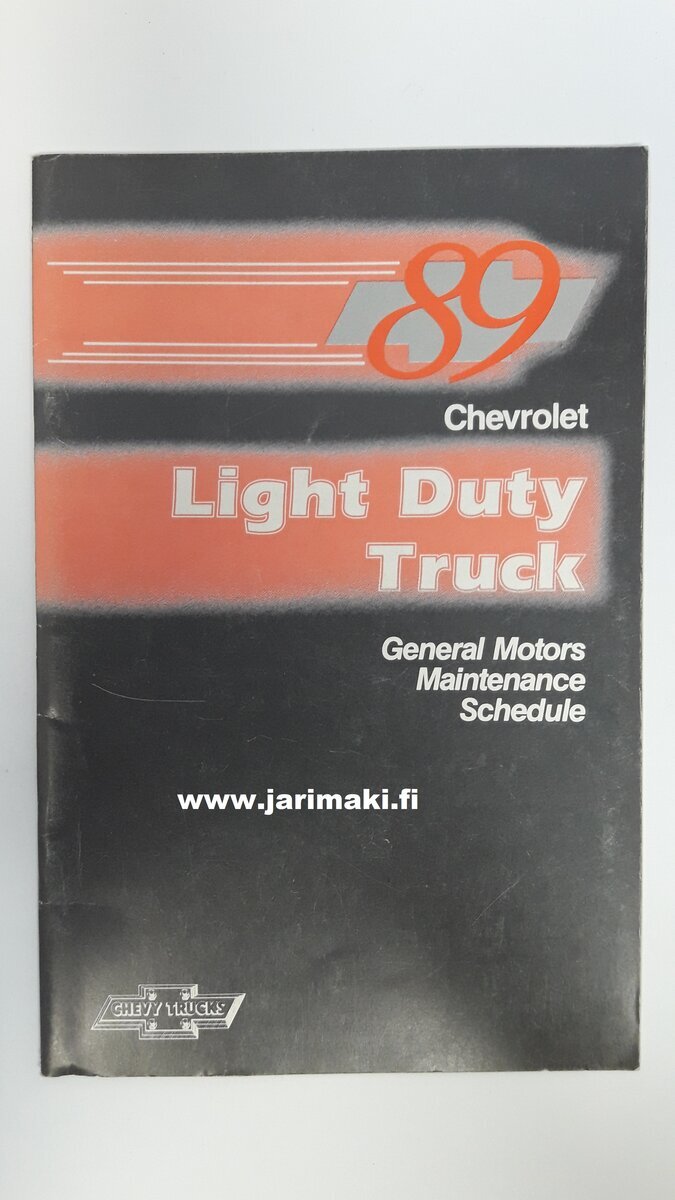 89
Chevrolet
Light Duty
Truck
General Motors
Maintenance
Schedule
www.jarimaki.fi
CHEVY TRUCKS